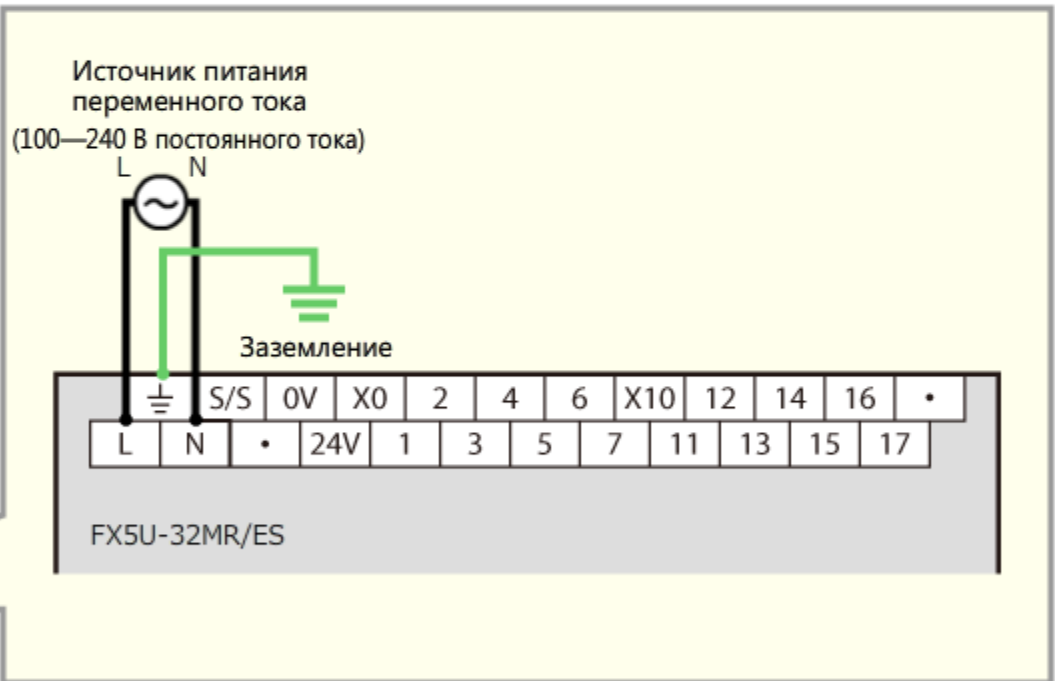 Источник питания
переменного тока
(100—240 В постоянного тока)
L N
Заземление
S/S 0V X0 2 4 6 X10 12 14 16 •
L N • 24V 1 3 5 7 11 13 15 17
FX5U-32MR/ES